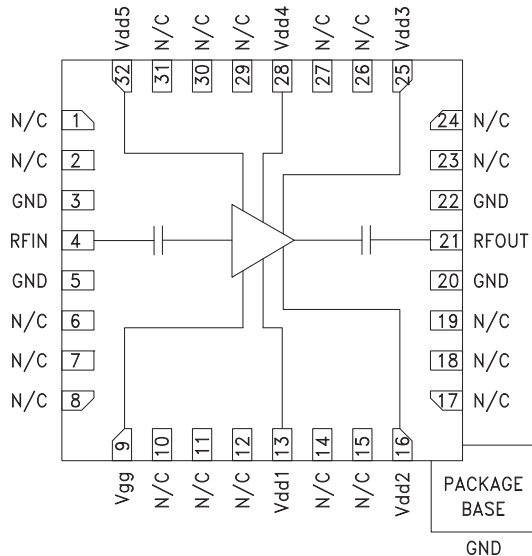 Vdd5 N/C N/C N/C Vdd4 N/C N/C Vdd3
32 31 30 29 28 27 26 25
N/C 1 24 N/C
N/C 2 23 N/C
GND 3 22 GND
RFIN 4 21 RFOUT
GND 5 20 GND
N/C 6 19 N/C
N/C 7 18 N/C
N/C 8 17 N/C
9 10 11 12 13 14 15 16
Vgg N/C N/C N/C Vdd1 N/C N/C Vdd2
PACKAGE
BASE
GND